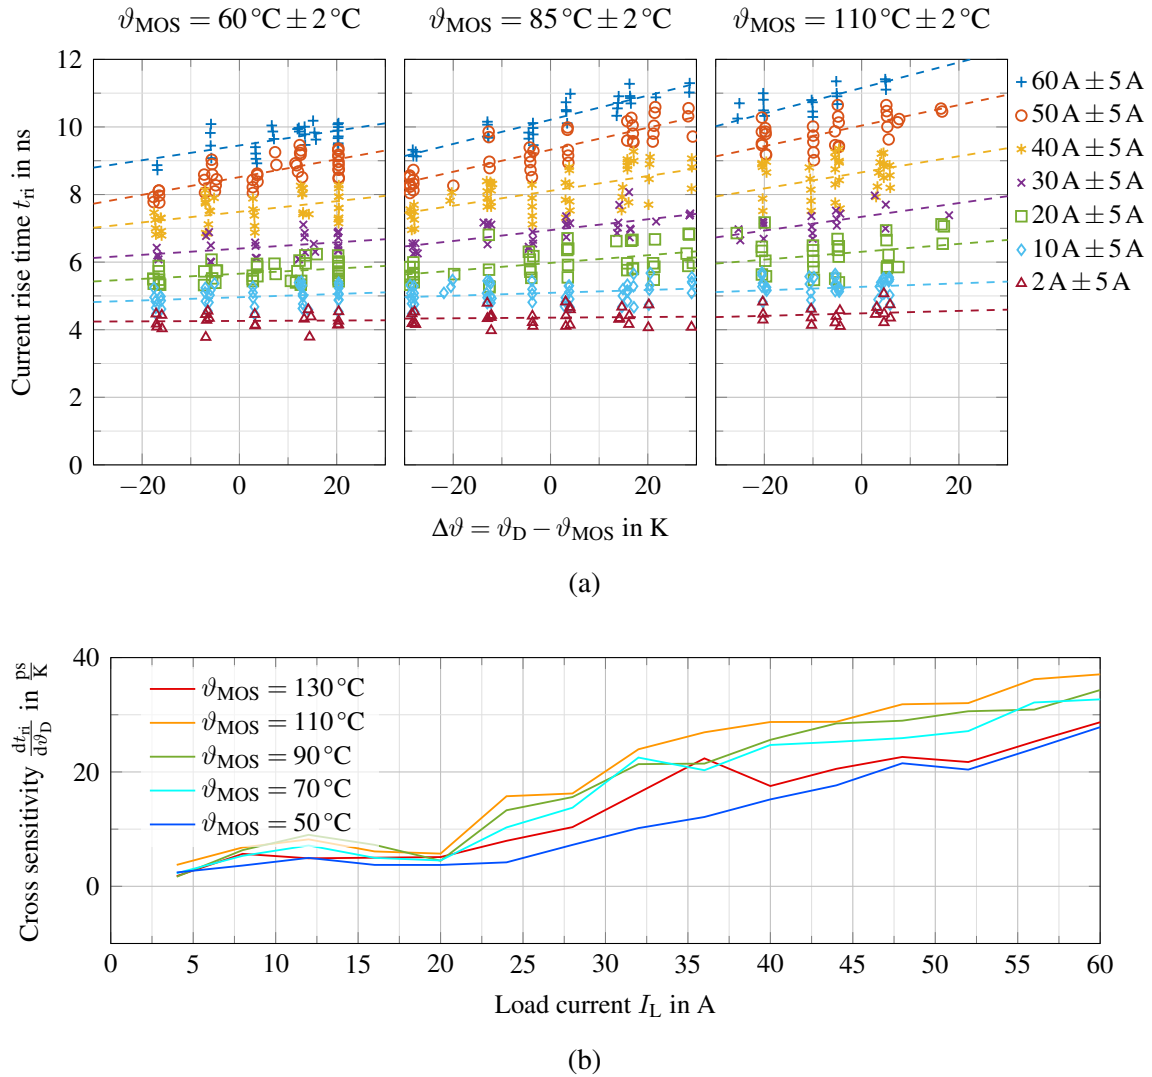 ϑMOS = 60 °C ± 2 °C ϑMOS = 85 °C ± 2 °C ϑMOS = 110 °C ± 2 °C
12
10
8
6
4
2
0
Current rise time tri in ns
−20 0 20 −20 0 20 −20 0 20
60 A ± 5 A
50 A ± 5 A
40 A ± 5 A
30 A ± 5 A
20 A ± 5 A
10 A ± 5 A
2 A ± 5 A
Δϑ = ϑD − ϑMOS in K
(a)
40
20
0
Cross sensitivity dtri/dϑD in ps/K
ϑMOS = 130 °C
ϑMOS = 110 °C
ϑMOS = 90 °C
ϑMOS = 70 °C
ϑMOS = 50 °C
0 5 10 15 20 25 30 35 40 45 50 55 60
Load current IL in A
(b)